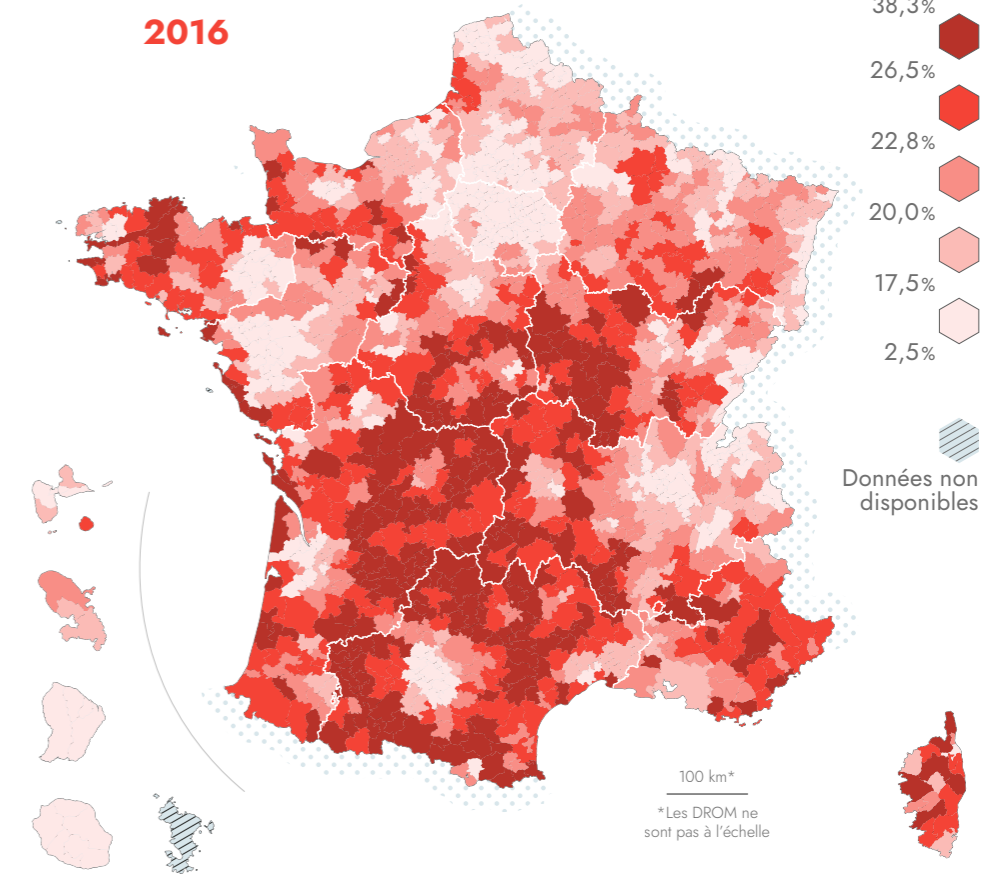 2016
38,3%
26,5%
22,8%
20,0%
17,5%
2,5%
Données non
disponibles
100 km*
*Les DROM ne
sont pas à l'échelle